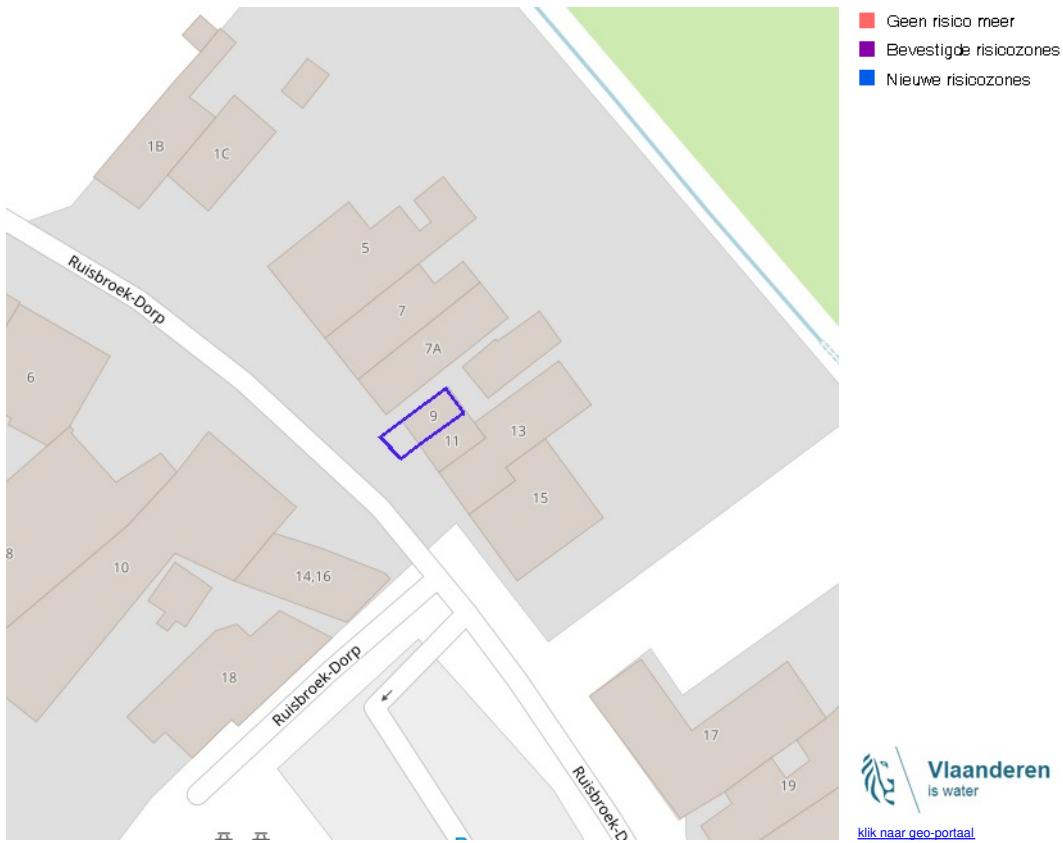 Geen risico meer
Bevestigde risicozones
Nieuwe risicozones
1B
1C
5
Ruisbroek-Dorp
7
7A
6
9
13
11
15
8
10
14,16
18
Ruisbroek-Dorp
17
19
Ruisbroek-D
Vlaanderen
is water
klik naar geo-portaal